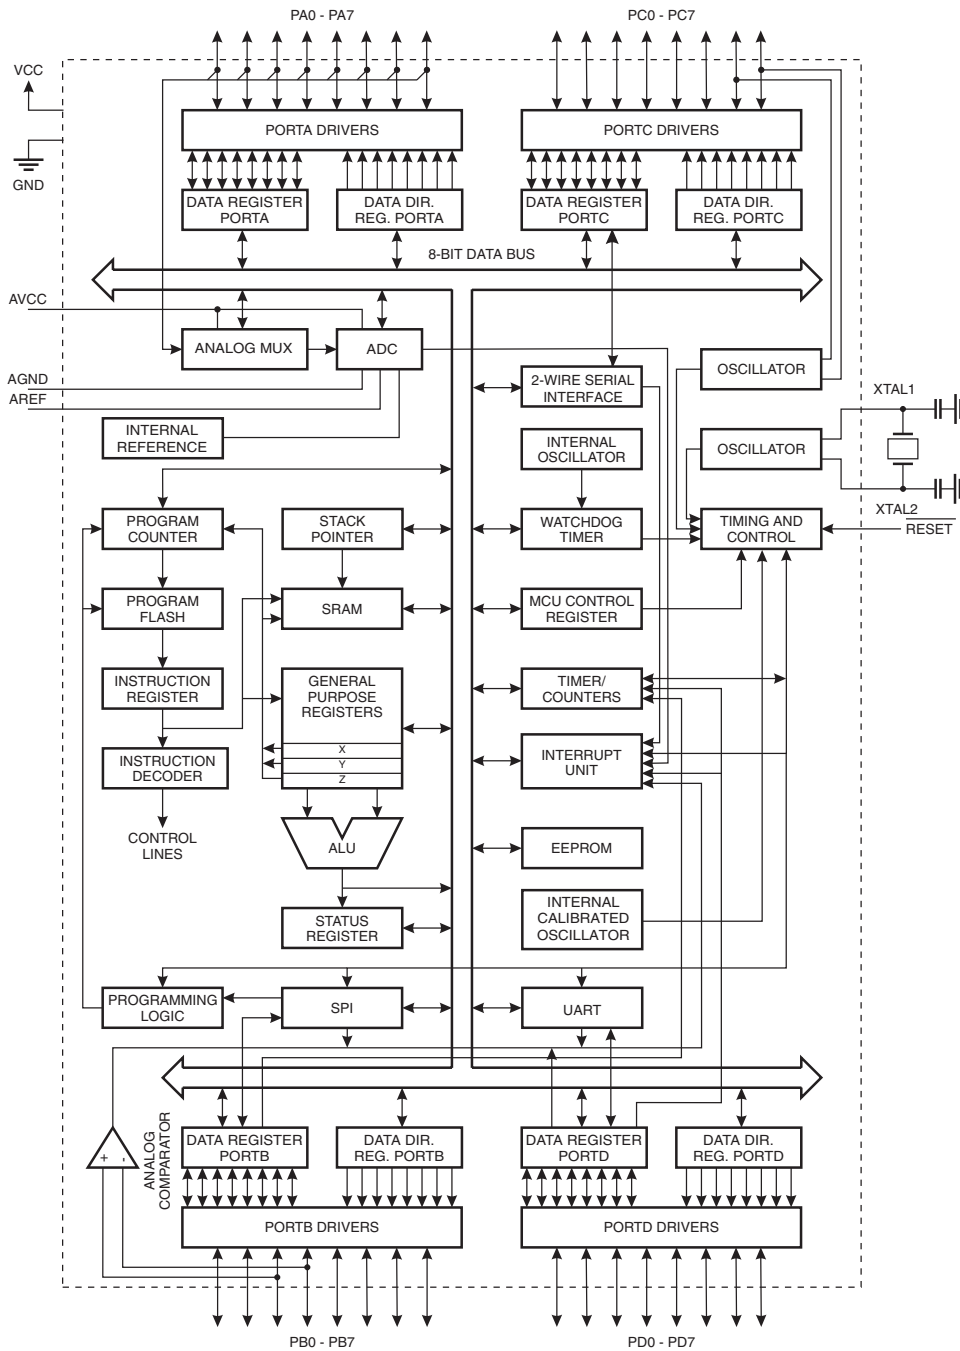 PA0 - PA7
PC0 - PC7
VCC
GND
PORTA DRIVERS
PORTC DRIVERS
DATA REGISTER
PORTA
DATA DIR.
REG. PORTA
DATA REGISTER
PORTC
DATA DIR.
REG. PORTC
8-BIT DATA BUS
AVCC
ANALOG MUX
ADC
AGND
AREF
INTERNAL
REFERENCE
2-WIRE SERIAL
INTERFACE
OSCILLATOR
XTAL1
INTERNAL
OSCILLATOR
OSCILLATOR
XTAL2
PROGRAM
COUNTER
STACK
POINTER
WATCHDOG
TIMER
TIMING AND
CONTROL
RESET
PROGRAM
FLASH
SRAM
MCU CONTROL
REGISTER
INSTRUCTION
REGISTER
GENERAL
PURPOSE
REGISTERS
X
Y
Z
TIMER/
COUNTERS
INSTRUCTION
DECODER
INTERRUPT
UNIT
CONTROL
LINES
ALU
EEPROM
STATUS
REGISTER
INTERNAL
CALIBRATED
OSCILLATOR
PROGRAMMING
LOGIC
SPI
UART
ANALOG
COMPARATOR
+
-
DATA REGISTER
PORTB
DATA DIR.
REG. PORTB
DATA REGISTER
PORTD
DATA DIR.
REG. PORTD
PORTB DRIVERS
PORTD DRIVERS
PB0 - PB7
PD0 - PD7